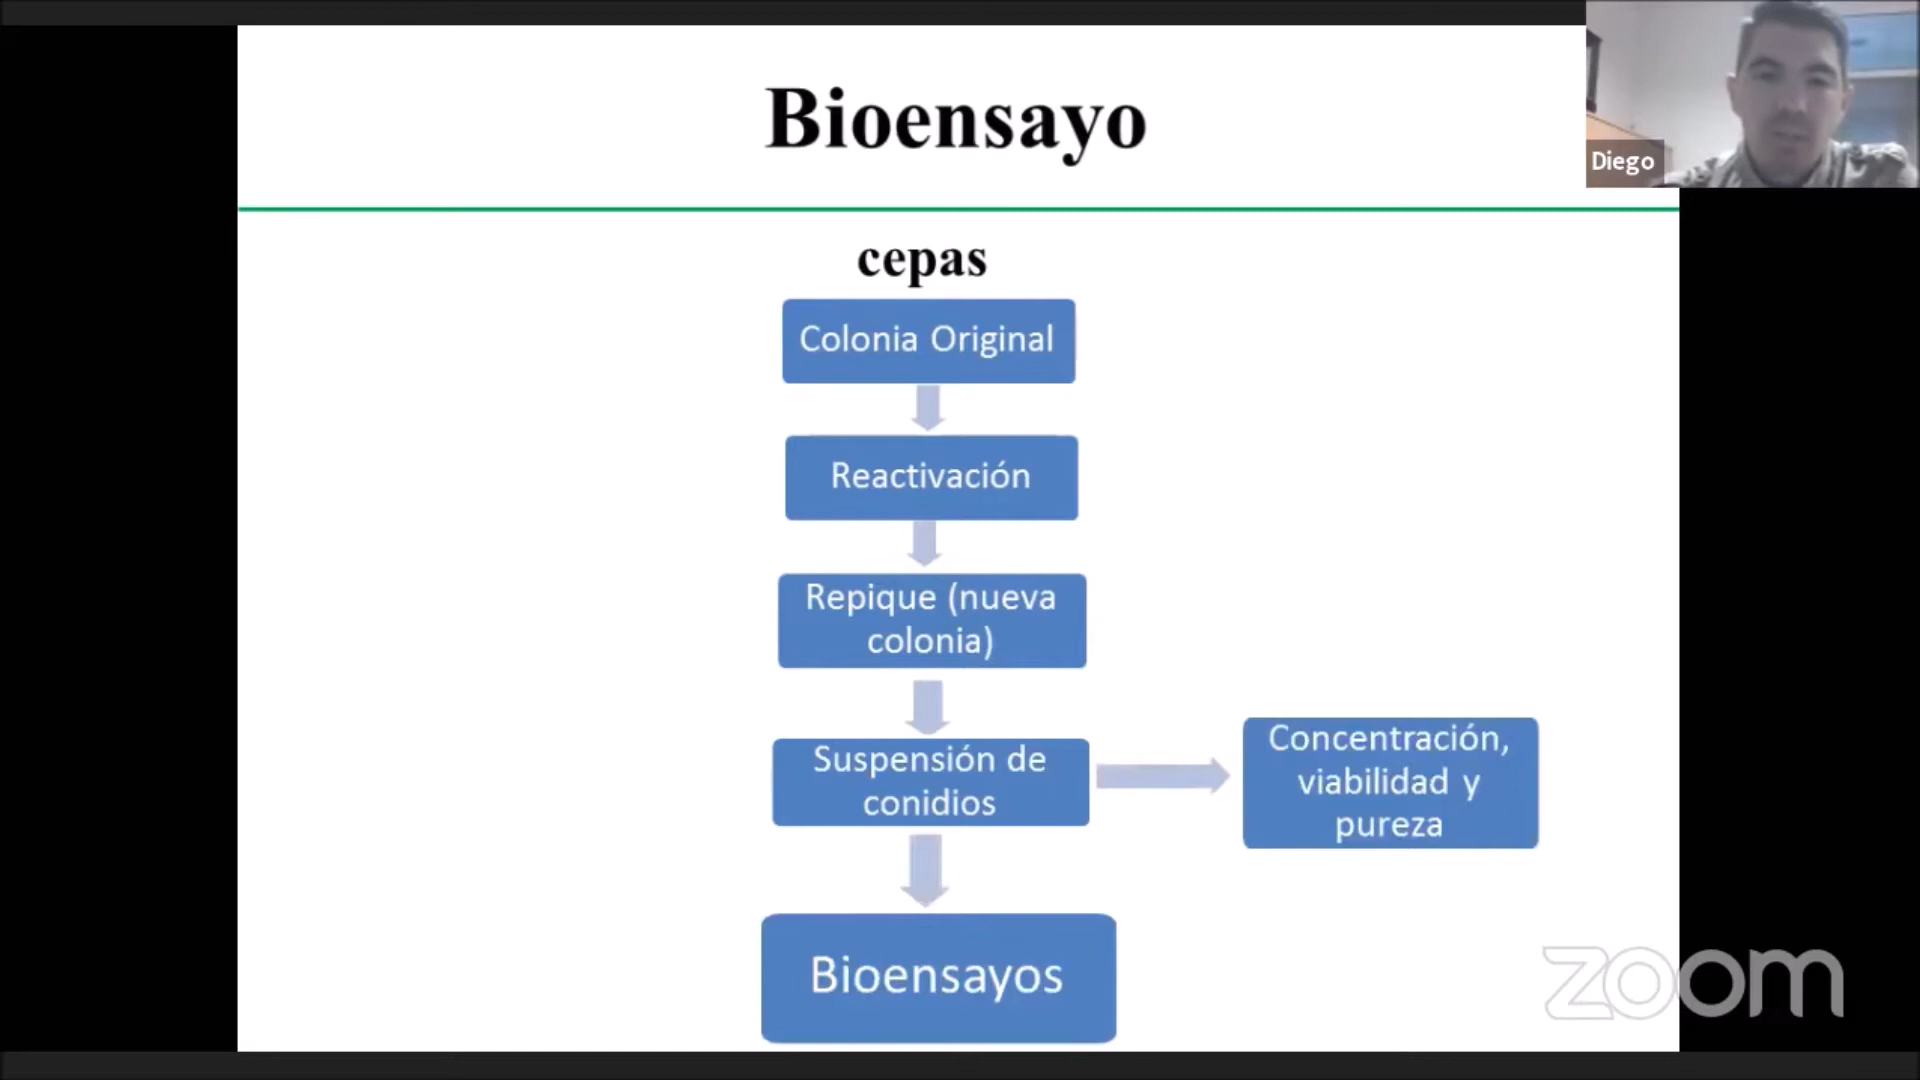 Bioensayo
Diego
cepas
Colonia Original
Reactivación
Repique (nueva
colonia)
Suspensión de
conidios
Concentración,
viabilidad y
pureza
Bioensayos
zoom